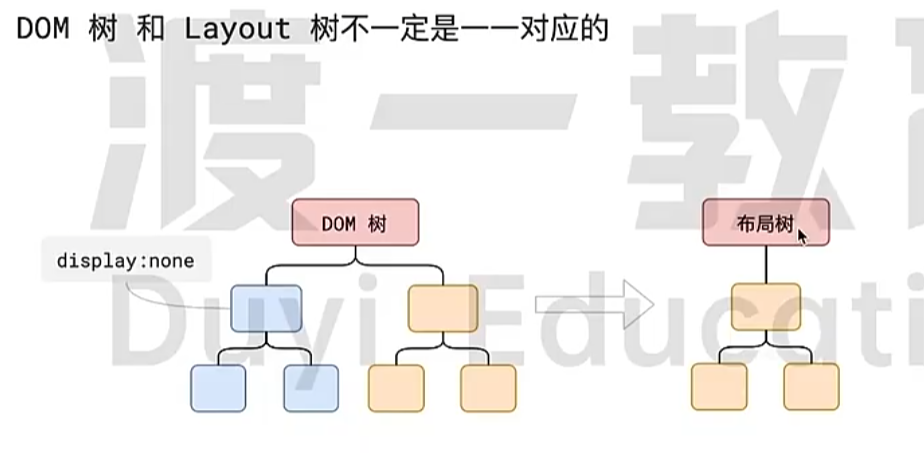 DOM 树 和 Layout 树不一定是一一对应的
渡一教育
DOM 树
布局树
display:none
Duyi Educati